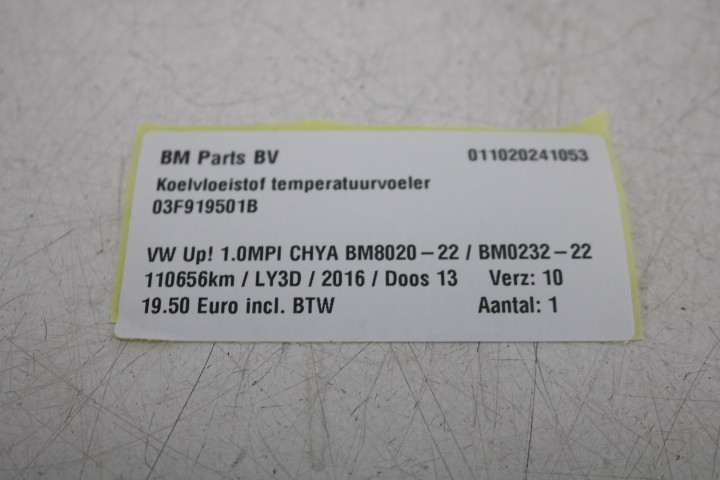 BM Parts BV 011020241053
Koelvloeistof temperatuurvoeler
03F919501B
VW Up! 1.0MPI CHYA BM8020-22 / BM0232-22
110656km / LY3D / 2016 / Doos 13 Verz: 10
19.50 Euro incl. BTW Aantal: 1